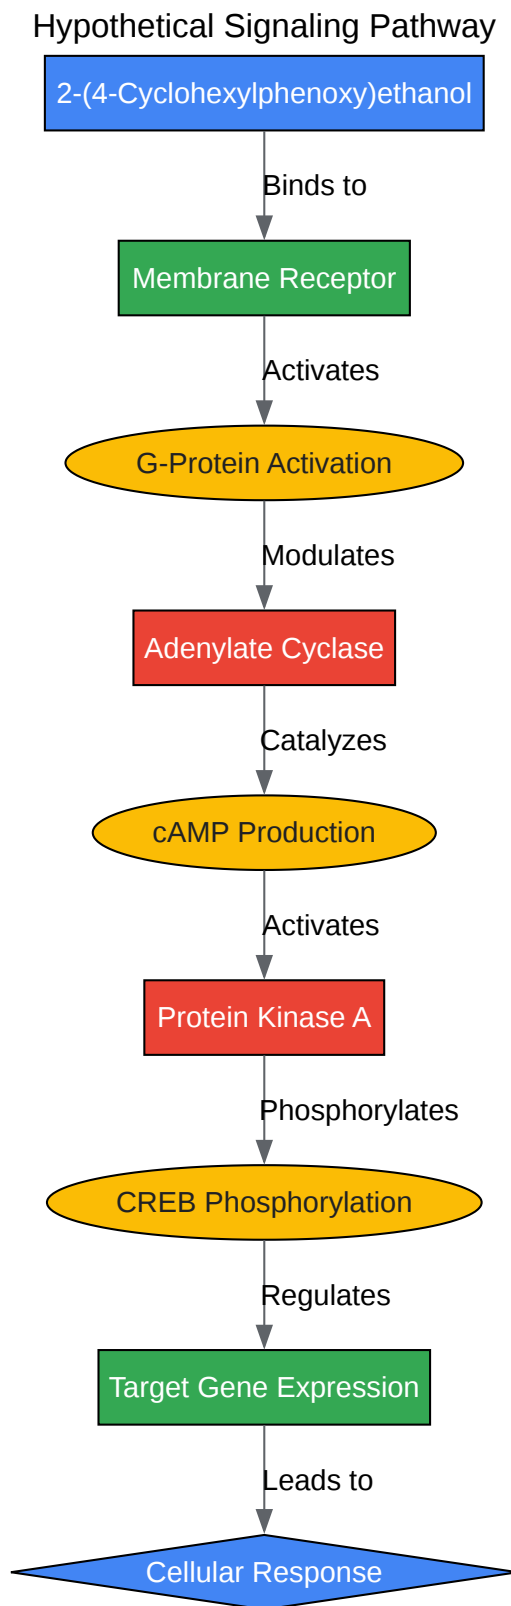 Hypothetical Signaling Pathway
2-(4-Cyclohexylphenoxy)ethanol
Binds to
Membrane Receptor
Activates
G-Protein Activation
Modulates
Adenylate Cyclase
Catalyzes
cAMP Production
Activates
Protein Kinase A
Phosphorylates
CREB Phosphorylation
Regulates
Target Gene Expression
Leads to
Cellular Response